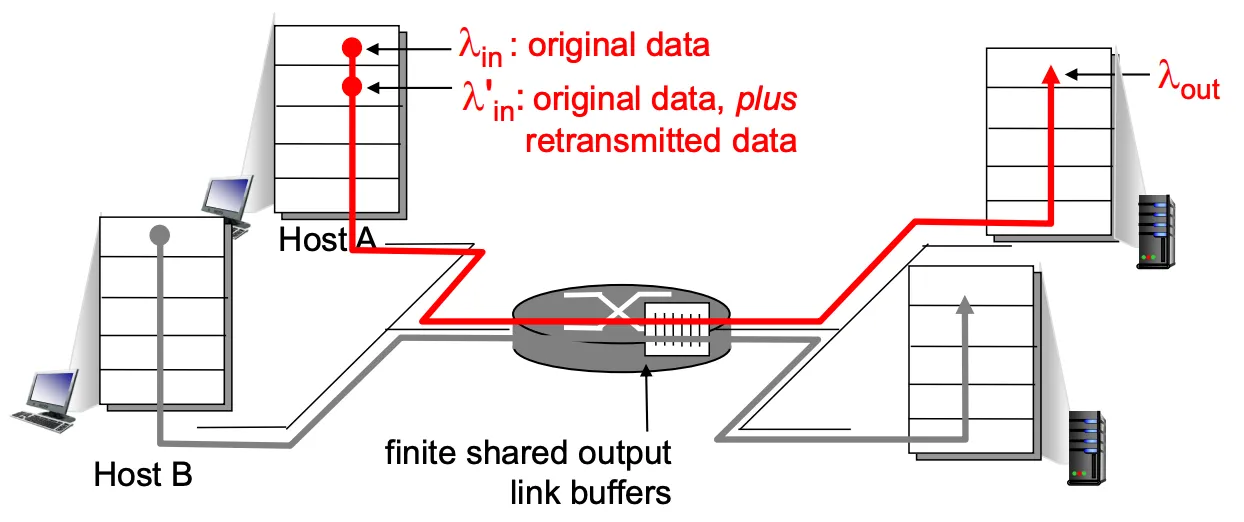 λin : original data
λ'in: original data, plus
retransmitted data
λout
Host A
Host B
finite shared output
link buffers